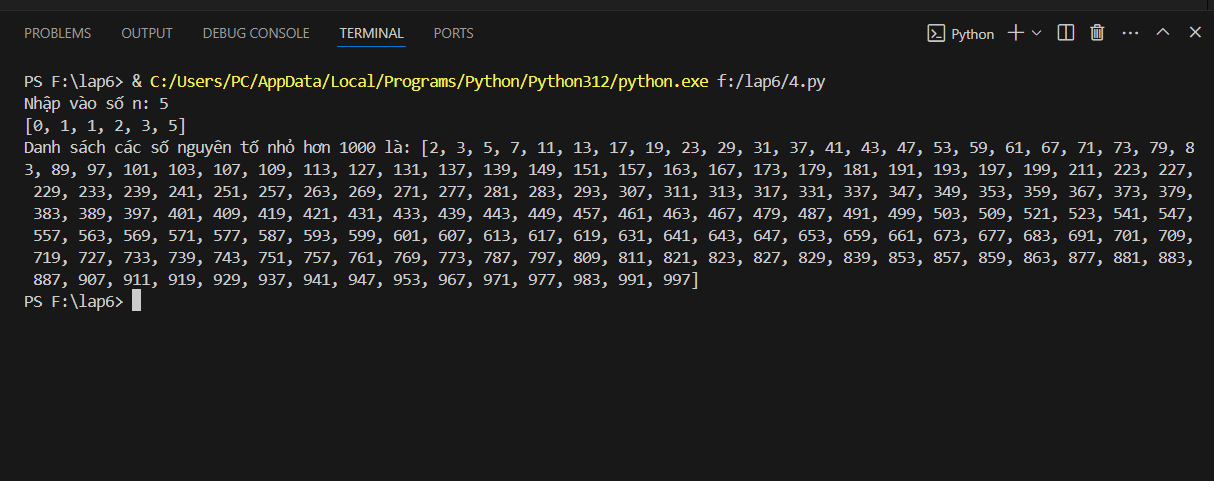 PROBLEMS OUTPUT DEBUG CONSOLE TERMINAL PORTS Python
PS F:\lap6> & C:/Users/PC/AppData/Local/Programs/Python/Python312/python.exe f:/lap6/4.py
Nhập vào số n: 5
[0, 1, 1, 2, 3, 5]
Danh sách các số nguyên tố nhỏ hơn 1000 là: [2, 3, 5, 7, 11, 13, 17, 19, 23, 29, 31, 37, 41, 43, 47, 53, 59, 61, 67, 71, 73, 79, 8
3, 89, 97, 101, 103, 107, 109, 113, 127, 131, 137, 139, 149, 151, 157, 163, 167, 173, 179, 181, 191, 193, 197, 199, 211, 223, 227,
229, 233, 239, 241, 251, 257, 263, 269, 271, 277, 281, 283, 293, 307, 311, 313, 317, 331, 337, 347, 349, 353, 359, 367, 373, 379,
383, 389, 397, 401, 409, 419, 421, 431, 433, 439, 443, 449, 457, 461, 463, 467, 479, 487, 491, 499, 503, 509, 521, 523, 541, 547,
557, 563, 569, 571, 577, 587, 593, 599, 601, 607, 613, 617, 619, 631, 641, 643, 647, 653, 659, 661, 673, 677, 683, 691, 701, 709,
719, 727, 733, 739, 743, 751, 757, 761, 769, 773, 787, 797, 809, 811, 821, 823, 827, 829, 839, 853, 857, 859, 863, 877, 881, 883,
887, 907, 911, 919, 929, 937, 941, 947, 953, 967, 971, 977, 983, 991, 997]
PS F:\lap6>